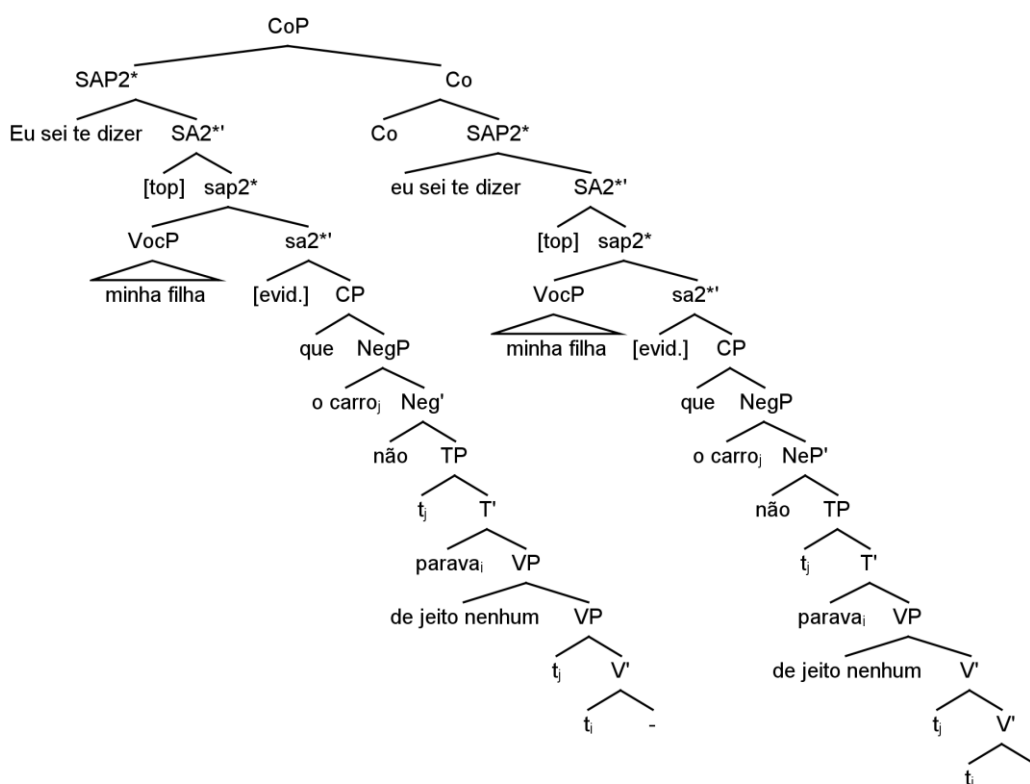 CoP
SAP2* Co
Eu sei te dizer SA2*' Co SAP2*
[top] sap2* eu sei te dizer SA2*'
VocP sa2*' [top] sap2*
minha filha [evid.] CP VocP sa2*'
que NegP minha filha [evid.] CP
o carroj Neg' que NegP
não TP o carroj NeP'
tj T' não TP
paravai VP tj T'
de jeito nenhum VP paravai VP
tj V' de jeito nenhum V'
ti - tj V'
ti